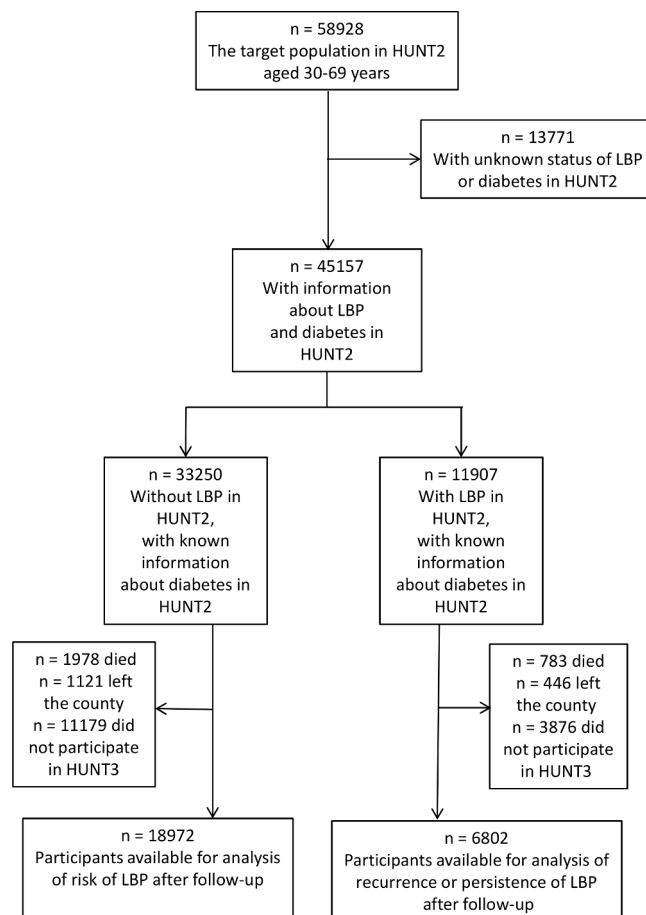 n = 58928
The target population in HUNT2
aged 30-69 years
n = 13771
With unknown status of LBP
or diabetes in HUNT2
n = 45157
With information
about LBP
and diabetes in
HUNT2
n = 33250
Without LBP in
HUNT2,
with known
information
about diabetes in
HUNT2
n = 11907
With LBP in
HUNT2,
with known
information
about diabetes in
HUNT2
n = 1978 died
n = 1121 left
the county
n = 11179 did
not participate
in HUNT3
n = 783 died
n = 446 left
the county
n = 3876 did
not participate
in HUNT3
n = 18972
Participants available for analysis
of risk of LBP after follow-up
n = 6802
Participants available for analysis of
recurrence or persistence of LBP
after follow-up